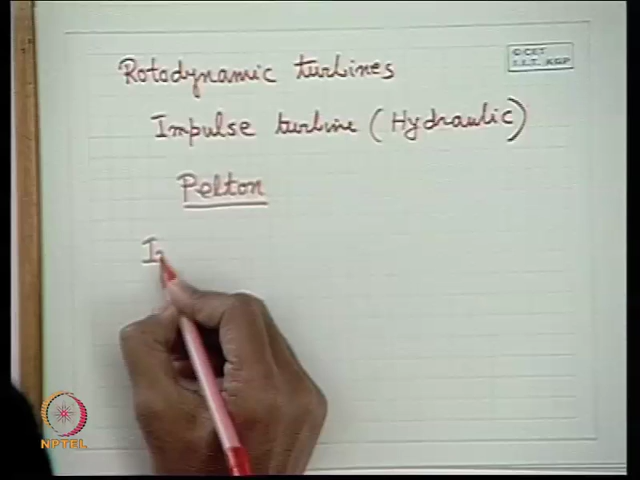 Rotodynamic turbines
©CET
I.I.T. KGP
Impulse turbine (Hydraulic)
Pelton
I
NPTEL